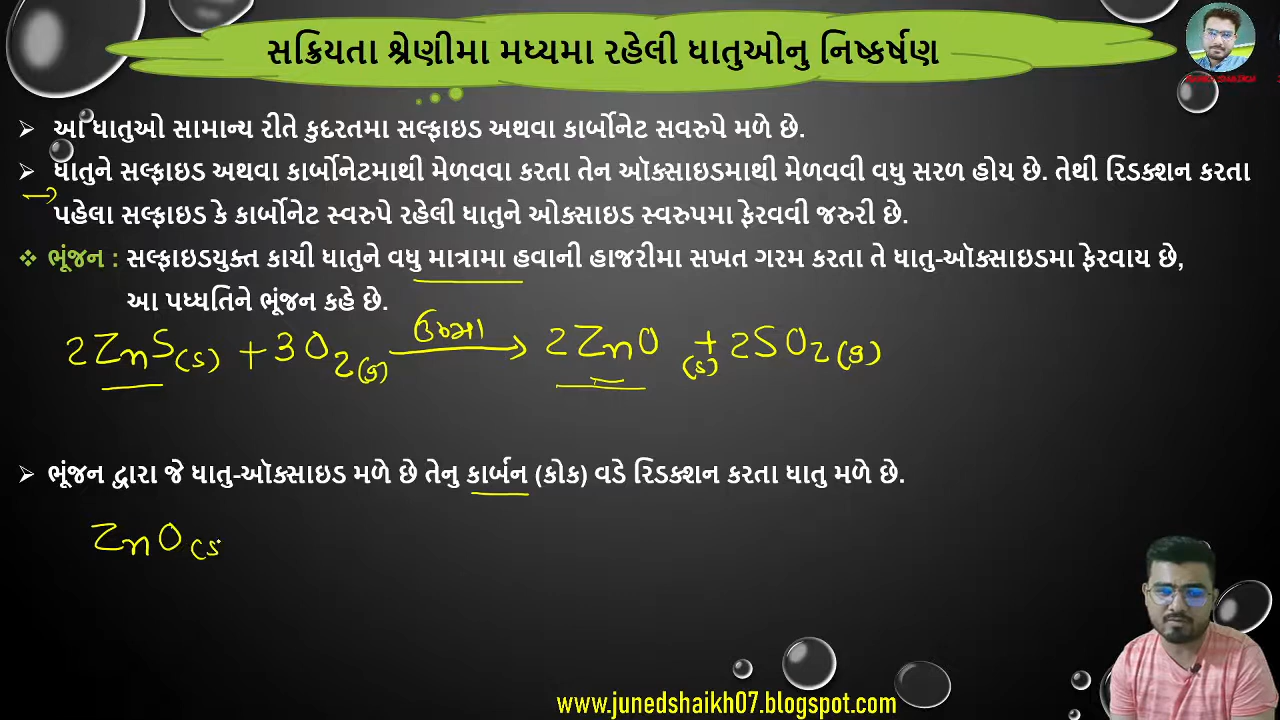 સક્રિયતા શ્રેણીમા મધ્યમા રહેલી ધાતુઓનુ નિષ્કર્ષણ
JUNED SHAIKH
આ ધાતુઓ સામાન્ય રીતે કુદરતમા સલ્ફાઇડ અથવા કાર્બોનેટ સવરુપે મળે છે.
ધાતુને સલ્ફાઇડ અથવા કાર્બોનેટમાથી મેળવવા કરતા તેન ઑક્સાઇડમાથી મેળવવી વધુ સરળ હોય છે. તેથી રિડક્શન કરતા
પહેલા સલ્ફાઇડ કે કાર્બોનેટ સ્વરુપે રહેલી ધાતુને ઓક્સાઇડ સ્વરુપમા ફેરવવી જરુરી છે.
ભૂંજન : સલ્ફાઇડયુક્ત કાચી ધાતુને વધુ માત્રામા હવાની હાજરીમા સખત ગરમ કરતા તે ધાતુ-ઑક્સાઇડમા ફેરવાય છે,
આ પધ્ધતિને ભૂંજન કહે છે.
2ZnS(s) + 3O2(g) ઉષ્મા → 2ZnO(s) + 2SO2(g)
ભૂંજન દ્વારા જે ધાતુ-ઑક્સાઇડ મળે છે તેનુ કાર્બન (કોક) વડે રિડક્શન કરતા ધાતુ મળે છે.
ZnO(s
www.junedshaikh07.blogspot.com